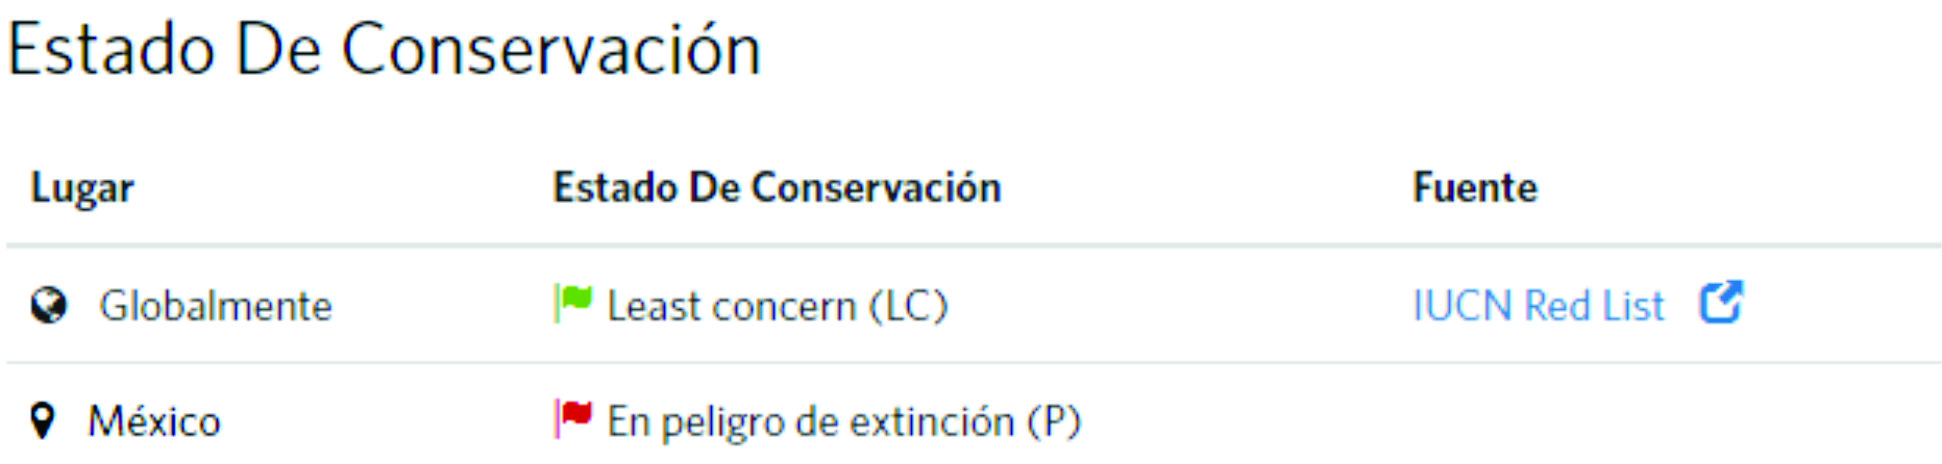 Estado De Conservación
Lugar Estado De Conservación Fuente
Globalmente Least concern (LC) IUCN Red List
México En peligro de extinción (P)